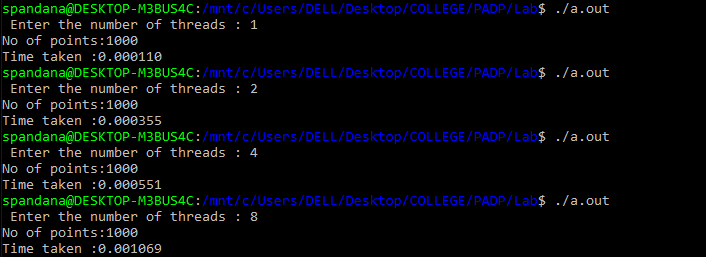 spandana@DESKTOP-M3BUS4C:/mnt/c/Users/DELL/Desktop/COLLEGE/PADP/Lab$ ./a.out
 Enter the number of threads : 1
No of points:1000
Time taken :0.000110
spandana@DESKTOP-M3BUS4C:/mnt/c/Users/DELL/Desktop/COLLEGE/PADP/Lab$ ./a.out
 Enter the number of threads : 2
No of points:1000
Time taken :0.000355
spandana@DESKTOP-M3BUS4C:/mnt/c/Users/DELL/Desktop/COLLEGE/PADP/Lab$ ./a.out
 Enter the number of threads : 4
No of points:1000
Time taken :0.000551
spandana@DESKTOP-M3BUS4C:/mnt/c/Users/DELL/Desktop/COLLEGE/PADP/Lab$ ./a.out
 Enter the number of threads : 8
No of points:1000
Time taken :0.001069